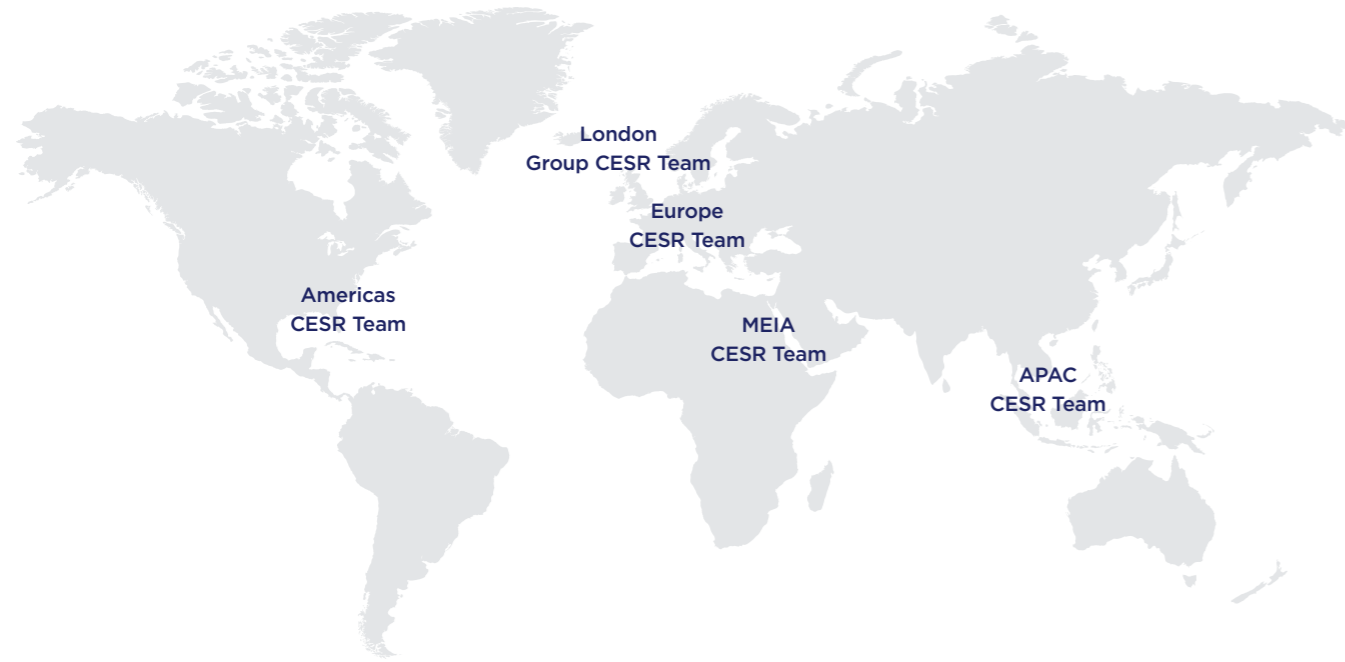 London
Group CESR Team
Europe
CESR Team
Americas
CESR Team
MEIA
CESR Team
APAC
CESR Team